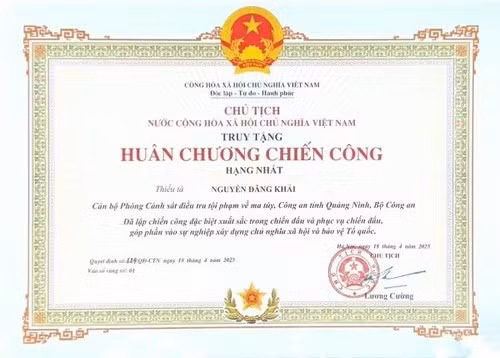 CỘNG HÒA XÃ HỘI CHỦ NGHĨA VIỆT NAM
Độc lập - Tự do - Hạnh phúc
CHỦ TỊCH
NƯỚC CỘNG HÒA XÃ HỘI CHỦ NGHĨA VIỆT NAM
TRUY TẶNG
HUÂN CHƯƠNG CHIẾN CÔNG
HẠNG NHẤT
Thiếu tá NGUYỄN ĐĂNG KHẢI
Cán bộ Phòng Cảnh sát điều tra tội phạm về ma túy, Công an tỉnh Quảng Ninh, Bộ Công an
Đã lập chiến công đặc biệt xuất sắc trong chiến đấu và phục vụ chiến đấu,
góp phần vào sự nghiệp xây dựng chủ nghĩa xã hội và bảo vệ Tổ quốc.
Hà Nội, ngày 18 tháng 4 năm 2025
Quyết định số /QĐ-CTN ngày 18 tháng 4 năm 2025
CHỦ TỊCH
Vào sổ vàng số: 01
Lương Cường